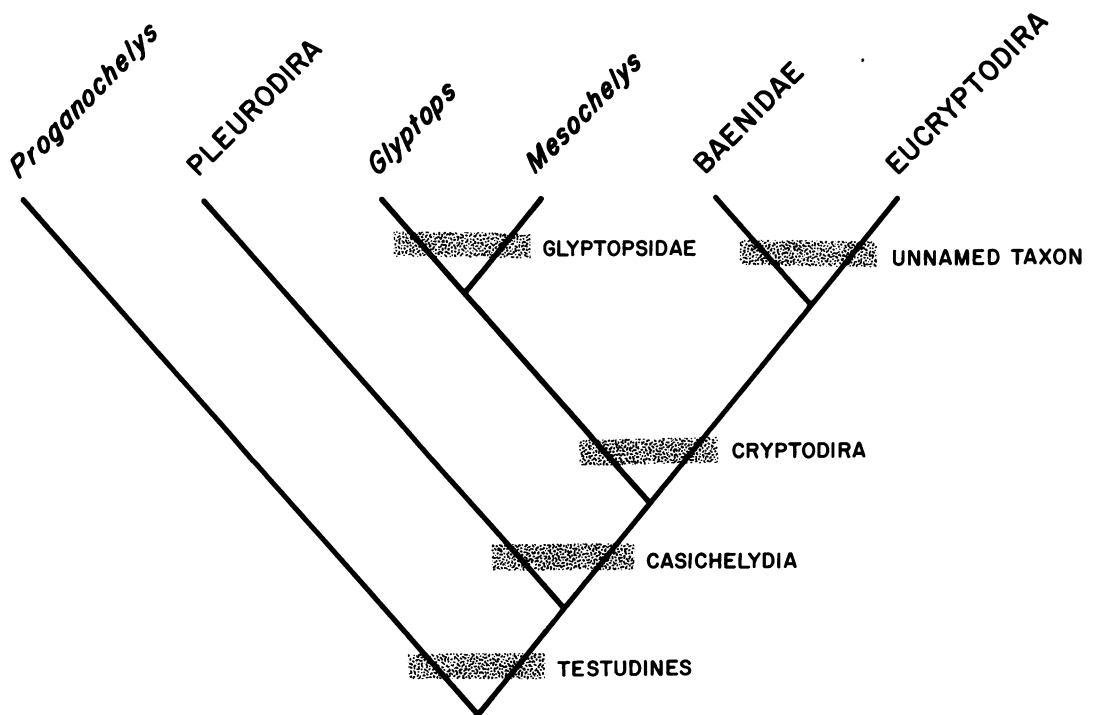 Proganochelys
PLEURODIRA
Glyptops
Mesochelys
BAENIDAE
EUCRYPTODIRA
GLYPTOPSIDAE
UNNAMED TAXON
CRYPTODIRA
CASICHELYDIA
TESTUDINES